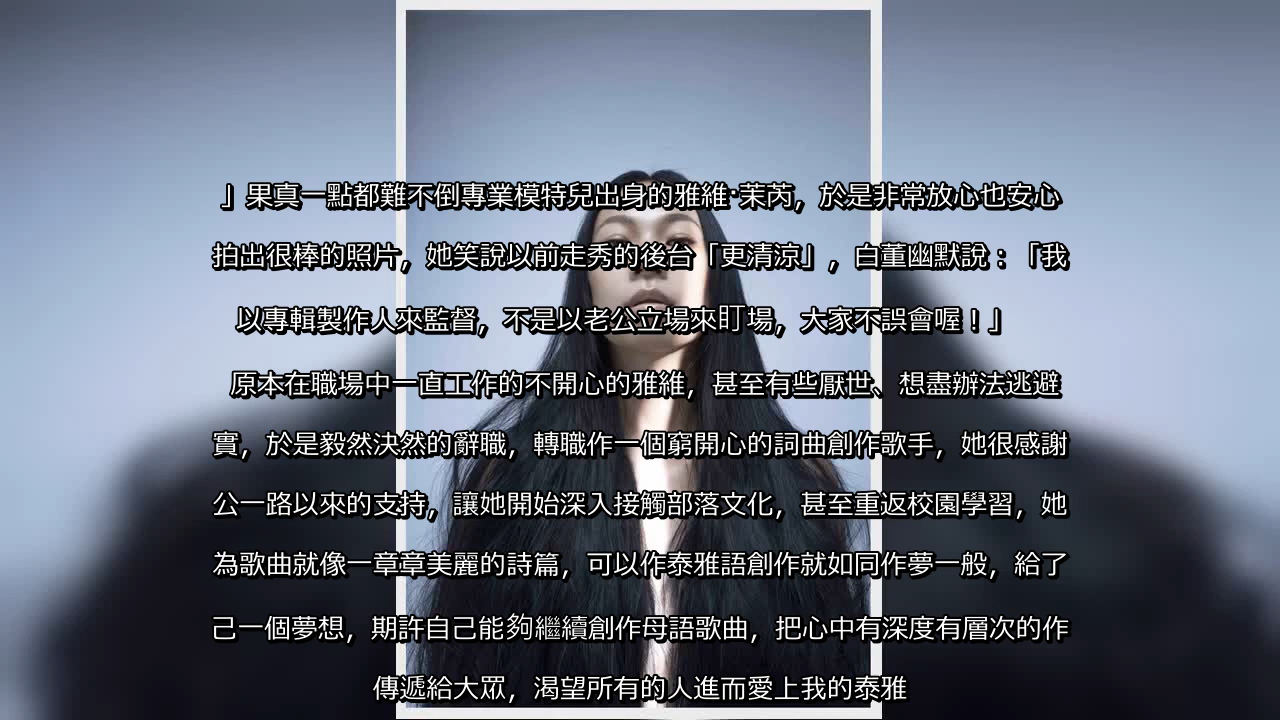 」果真一點都難不倒專業模特兒出身的雅維·茉芮，於是非常放心也安心
拍出很棒的照片，她笑說以前走秀的後台「更清涼」，白董幽默說：「我
以專輯製作人來監督，不是以老公立場來盯場，大家不誤會喔！」
原本在職場中一直工作的不開心的雅維，甚至有些厭世、想盡辦法逃避
實，於是毅然決然的辭職，轉職作一個窮開心的詞曲創作歌手，她很感謝
公一路以來的支持，讓她開始深入接觸部落文化，甚至重返校園學習，她
為歌曲就像一章章美麗的詩篇，可以作泰雅語創作就如同作夢一般，給了
己一個夢想，期許自己能夠繼續創作母語歌曲，把心中有深度有層次的作
傳遞給大眾，渴望所有的人進而愛上我的泰雅